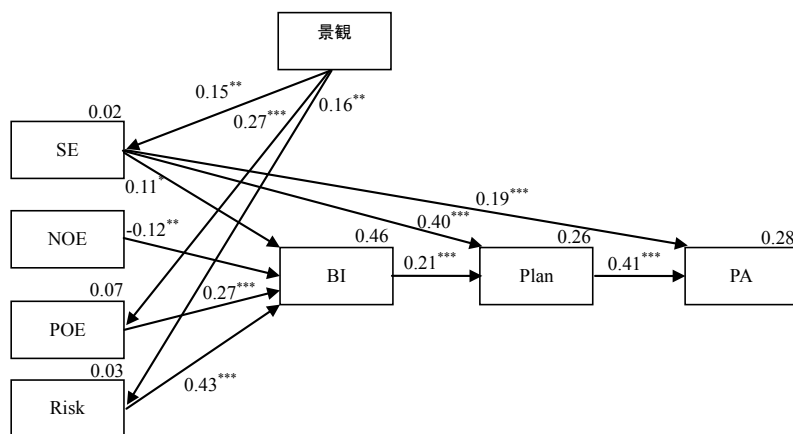 景観
0.15**
0.27***
0.16**
0.02
SE
0.11*
0.19***
0.40***
NOE
-0.12**
0.46
BI
0.21***
0.26
Plan
0.41***
0.28
PA
0.07
POE
0.27***
0.03
Risk
0.43***